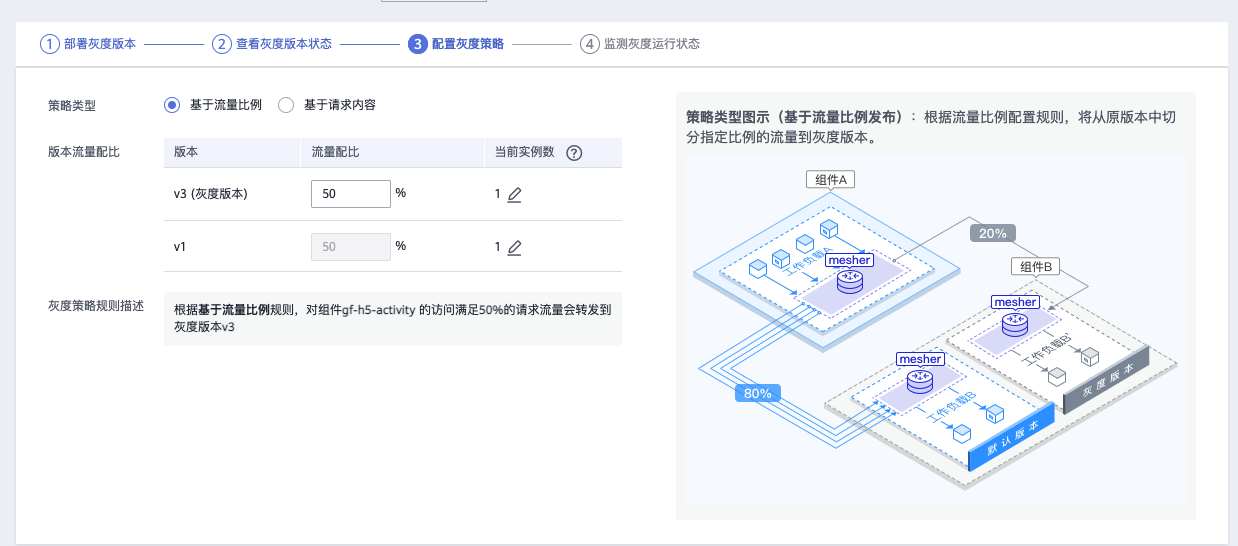 1 部署灰度版本 2 查看灰度版本状态 3 配置灰度策略 4 监测灰度运行状态
策略类型 基于流量比例 基于请求内容
版本流量配比 版本 流量配比 当前实例数 ?
v3 (灰度版本) 50 % 1
v1 50 % 1
灰度策略规则描述 根据基于流量比例规则，对组件gf-h5-activity 的访问满足50%的请求流量会转发到
灰度版本v3
策略类型图示（基于流量比例发布）：根据流量比例配置规则，将从原版本中切
分指定比例的流量到灰度版本。
组件A
20%
工作负载A
mesher
组件B
mesher
工作负载B
mesher
80%
工作负载B
灰度版本
默认版本